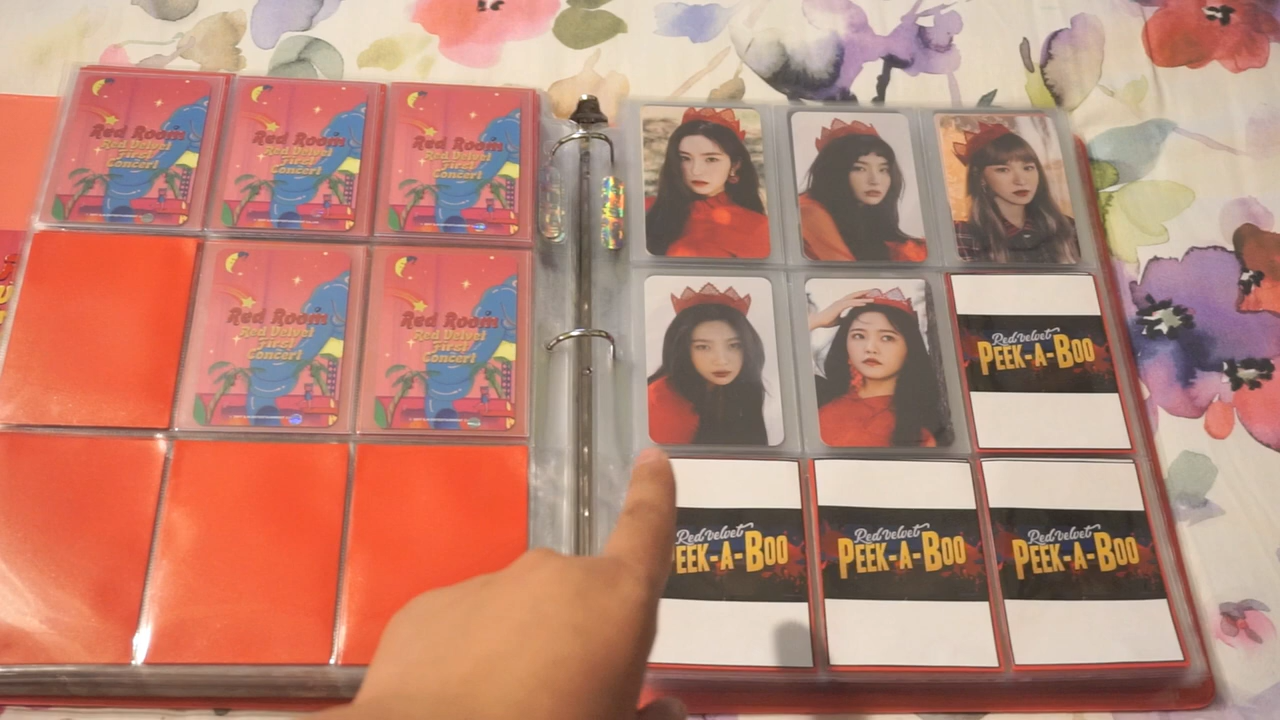 Red Room
Red Velvet
First
Concert
Red Room
Red Velvet
First
Concert
Red Room
Red Velvet
First
Concert
Red Room
Red Velvet
First
Concert
Red Room
Red Velvet
First
Concert
Red Velvet
PEEK-A-BOO
Red Velvet
EEK-A-BOO
Red Velvet
PEEK-A-BOO
Red Velvet
PEEK-A-BOO